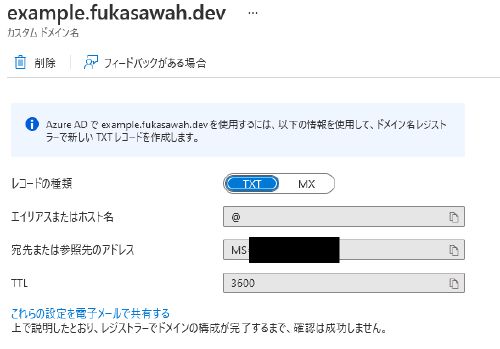 example.fukasawah.dev ...
カスタム ドメイン名
削除 フィードバックがある場合
Azure AD で example.fukasawah.dev を使用するには、以下の情報を使用して、ドメイン名レジスト
ラーで新しい TXT レコードを作成します。
レコードの種類 TXT MX
エイリアスまたはホスト名 @
宛先または参照先のアドレス MS-
TTL 3600
これらの設定を電子メールで共有する
上で説明したとおり、レジストラーでドメインの構成が完了するまで、確認は成功しません。